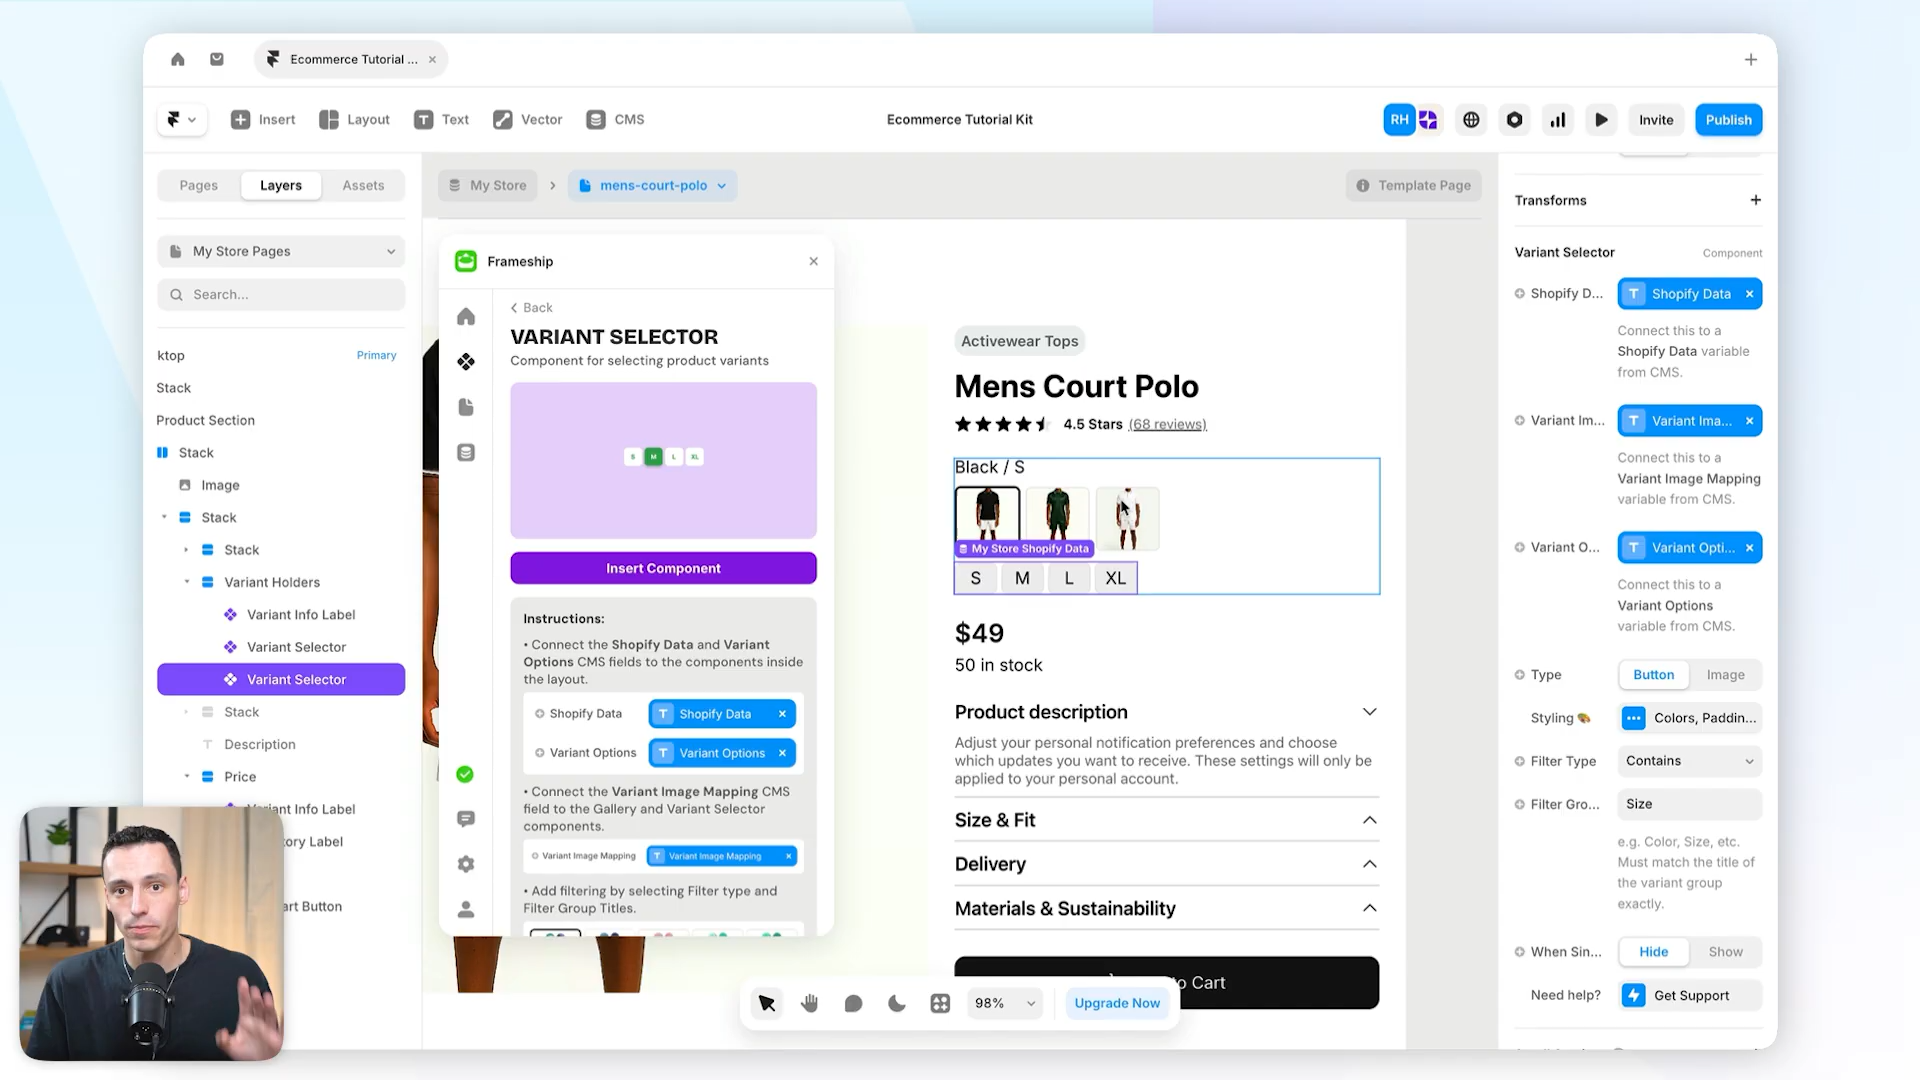 Ecommerce Tutorial ...
Insert
Layout
Text
Vector
CMS
Ecommerce Tutorial Kit
RH
Invite
Publish
Pages
Layers
Assets
My Store Pages
Search...
ktop
Primary
Stack
Product Section
Stack
Image
Stack
Stack
Variant Holders
Variant Info Label
Variant Selector
Variant Selector
Stack
Description
Price
Variant Info Label
tory Label
art Button
My Store
mens-court-polo
Template Page
Frameship
Back
VARIANT SELECTOR
Component for selecting product variants
S
M
L
XL
Insert Component
Instructions:
• Connect the Shopify Data and Variant
Options CMS fields to the components inside
the layout.
Shopify Data
T Shopify Data
Variant Options
T Variant Options
• Connect the Variant Image Mapping CMS
field to the Gallery and Variant Selector
components.
Variant Image Mapping
T Variant Image Mapping
• Add filtering by selecting Filter type and
Filter Group Titles.
Activewear Tops
Mens Court Polo
4.5 Stars (68 reviews)
Black / S
My Store Shopify Data
S
M
L
XL
$49
50 in stock
Product description
Adjust your personal notification preferences and choose
which updates you want to receive. These settings will only be
applied to your personal account.
Size & Fit
Delivery
Materials & Sustainability
to Cart
98%
Upgrade Now
Transforms
Variant Selector
Component
Shopify D...
T Shopify Data
Connect this to a
Shopify Data variable
from CMS.
Variant Im...
T Variant Ima...
Connect this to a
Variant Image Mapping
variable from CMS.
Variant O...
T Variant Opti...
Connect this to a
Variant Options
variable from CMS.
Type
Button
Image
Styling
Colors, Paddin...
Filter Type
Contains
Filter Gro...
Size
e.g. Color, Size, etc.
Must match the title of
the variant group
exactly.
When Sin...
Hide
Show
Need help?
Get Support